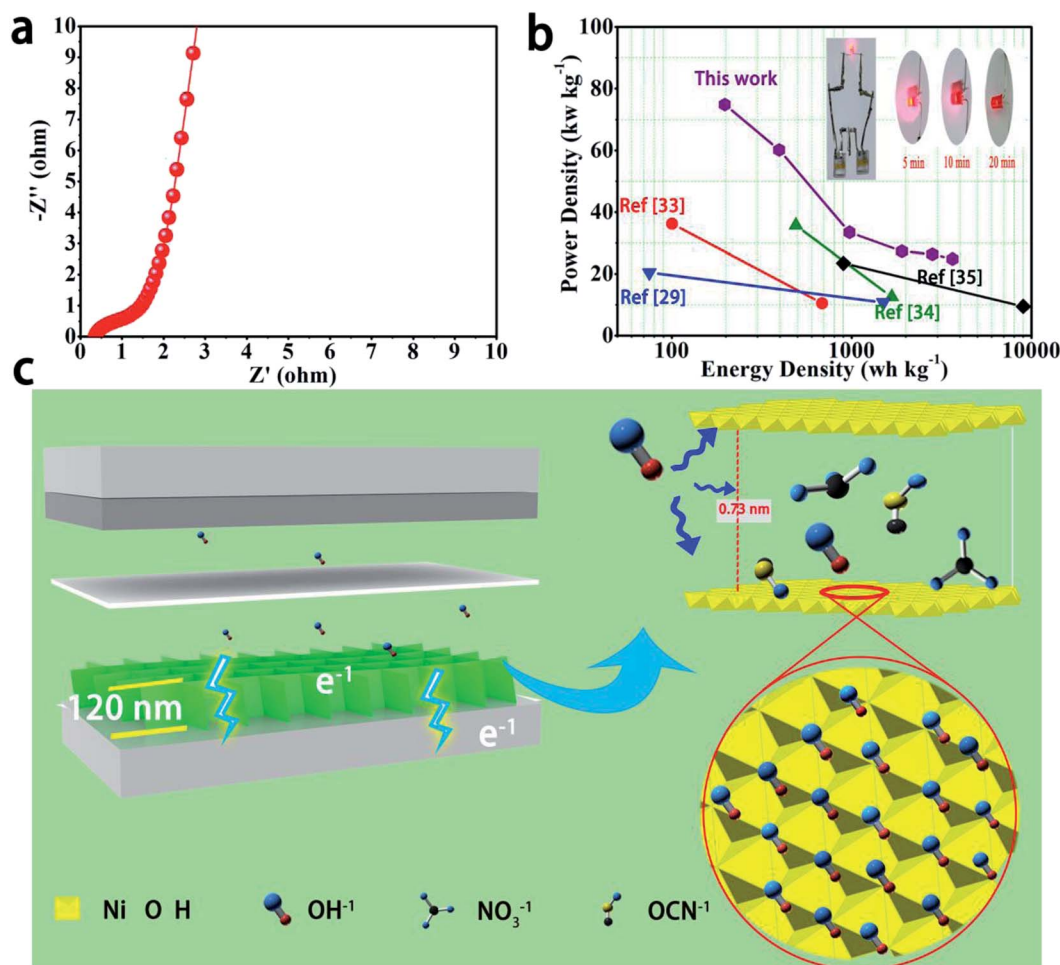 a
10
9
8
7
6
5
4
3
2
1
0
-Z'' (ohm)
0 1 2 3 4 5 6 7 8 9 10
Z' (ohm)
b
100
80
60
40
20
0
Power Density (kw kg⁻¹)
This work
Ref [33]
Ref [29]
Ref [34]
Ref [35]
5 min 10 min 20 min
100 1000 10000
Energy Density (wh kg⁻¹)
c
120 nm
e⁻¹
e⁻¹
0.73 nm
Ni O H
OH⁻¹
NO₃⁻¹
OCN⁻¹